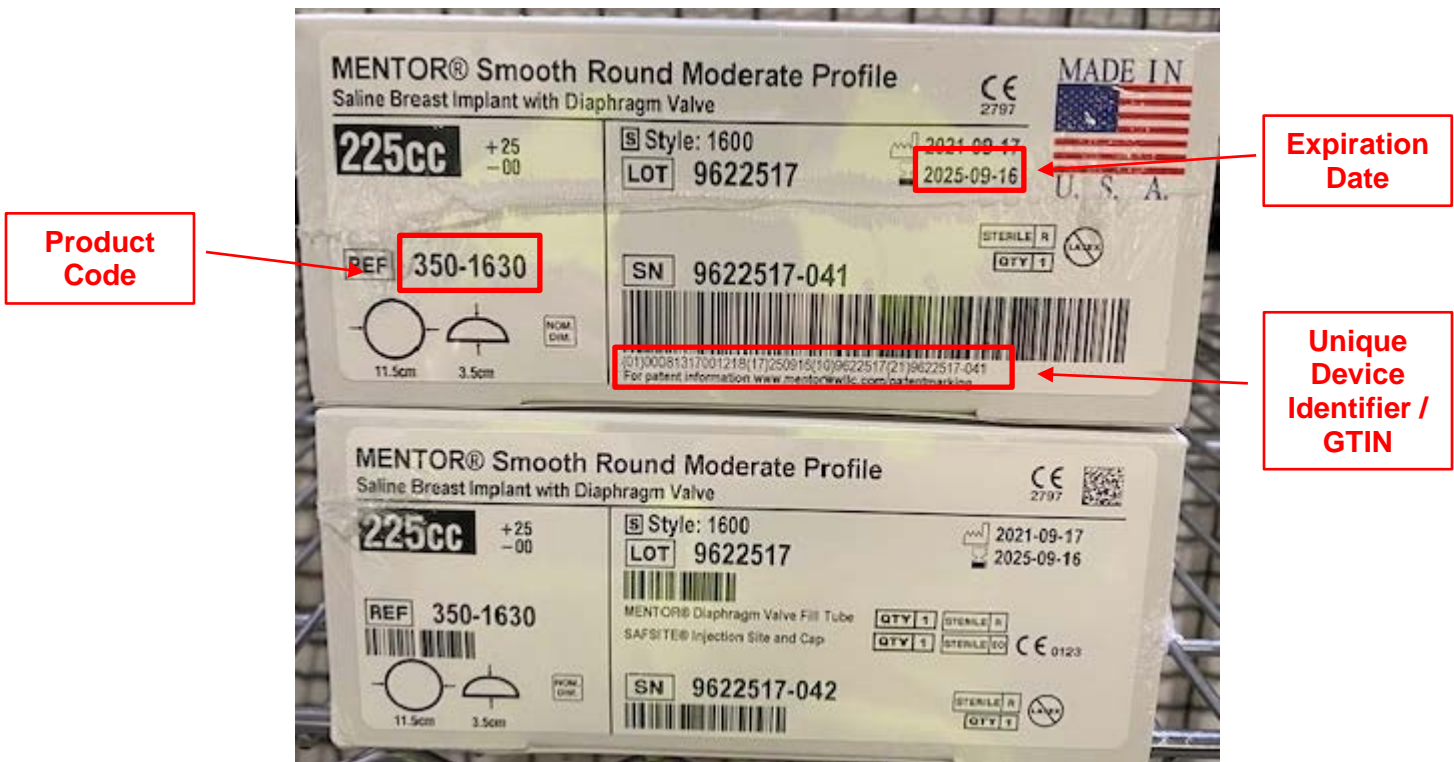 MENTOR® Smooth Round Moderate Profile
Saline Breast Implant with Diaphragm Valve
CE
2797
MADE IN
U. S. A.
225cc
+25
-00
S Style: 1600
2021-09-17
LOT 9622517
2025-09-16
Expiration
Date
Product
Code
REF 350-1630
STERILE R
LATEX
QTY 1
SN 9622517-041
NOM.
DIM.
11.5cm
3.5cm
(01)00081317001218(17)250916(10)9622517(21)9622517-041
For patent information www.mentorwwllc.com/patentmarking
Unique
Device
Identifier /
GTIN
MENTOR® Smooth Round Moderate Profile
Saline Breast Implant with Diaphragm Valve
CE
2797
225cc
+25
-00
S Style: 1600
2021-09-17
LOT 9622517
2025-09-16
REF 350-1630
MENTOR® Diaphragm Valve Fill Tube
QTY 1 STERILE R
SAFSITE® Injection Site and Cap
QTY 1 STERILE EO CE 0123
NOM.
DIM.
11.5cm
3.5cm
SN 9622517-042
STERILE R
QTY 1
LATEX